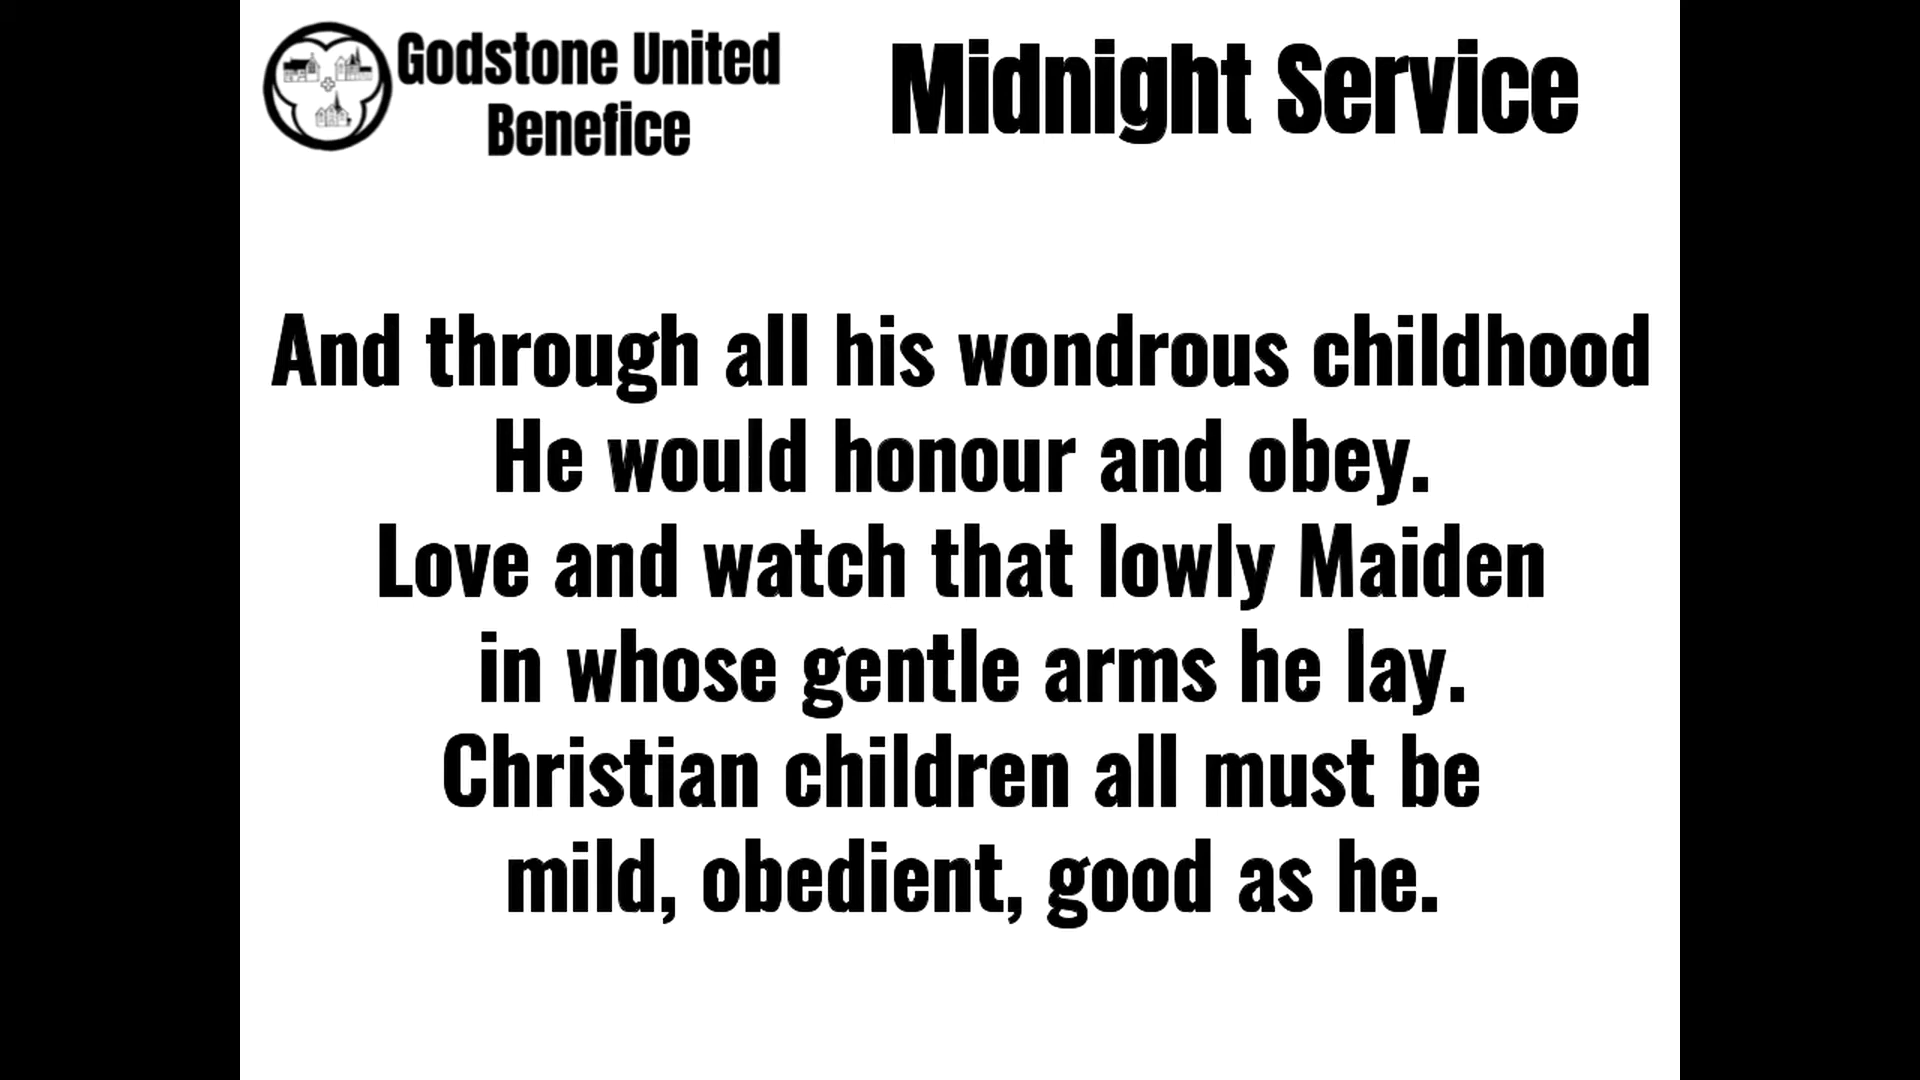 Godstone United
Benefice
Midnight Service
And through all his wondrous childhood
He would honour and obey.
Love and watch that lowly Maiden
in whose gentle arms he lay.
Christian children all must be
mild, obedient, good as he.